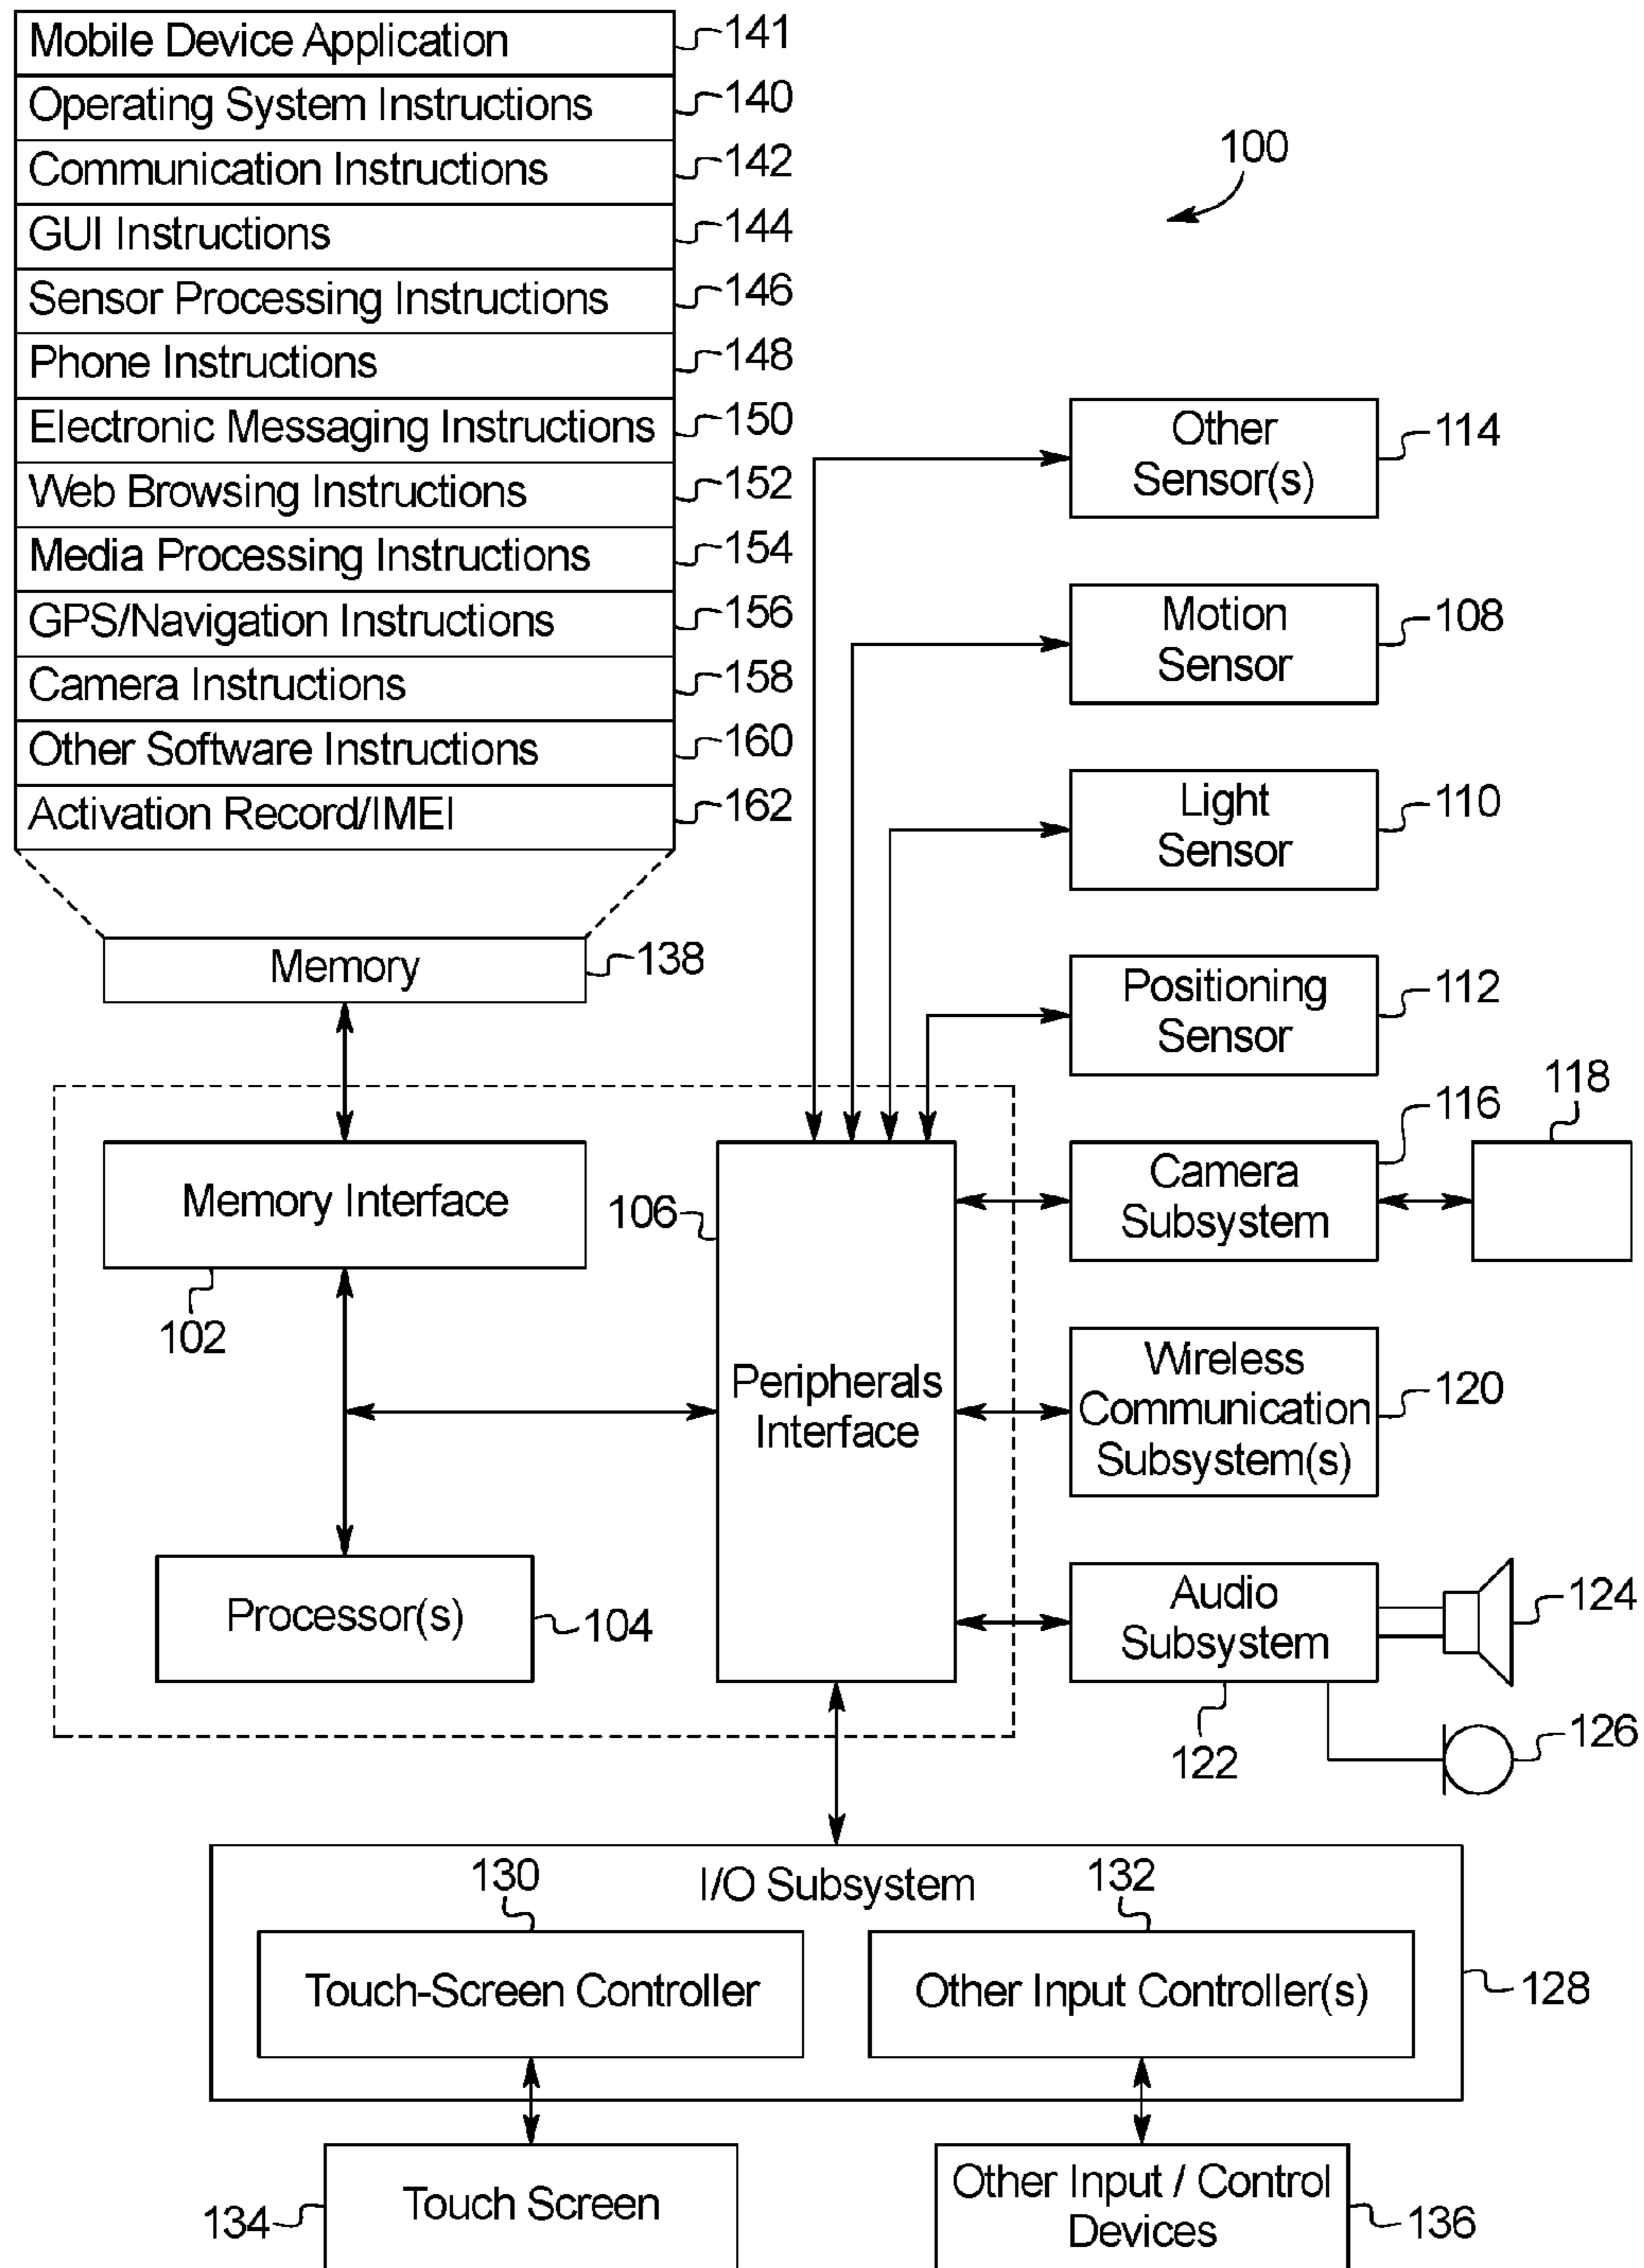 Mobile Device Application 141
Operating System Instructions 140
Communication Instructions 142
GUI Instructions 144
Sensor Processing Instructions 146
Phone Instructions 148
Electronic Messaging Instructions 150
Web Browsing Instructions 152
Media Processing Instructions 154
GPS/Navigation Instructions 156
Camera Instructions 158
Other Software Instructions 160
Activation Record/IMEI 162
100
Memory 138
Other
Sensor(s)
114
Motion
Sensor
108
Light
Sensor
110
Positioning
Sensor
112
Memory Interface
102
Processor(s) 104
106
Peripherals
Interface
Camera
Subsystem
116
118
Wireless
Communication
Subsystem(s)
120
Audio
Subsystem
122
124
126
I/O Subsystem
128
130
Touch-Screen Controller
132
Other Input Controller(s)
Touch Screen
134
Other Input / Control
Devices
136